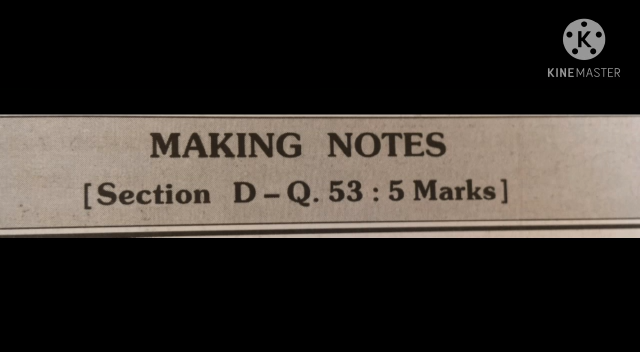 KINEMASTER
MAKING NOTES
[Section D – Q. 53 : 5 Marks]